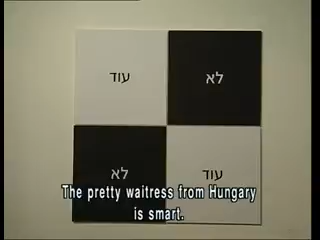 עוד
לא
לא
עוד
The pretty waitress from Hungary
is smart.